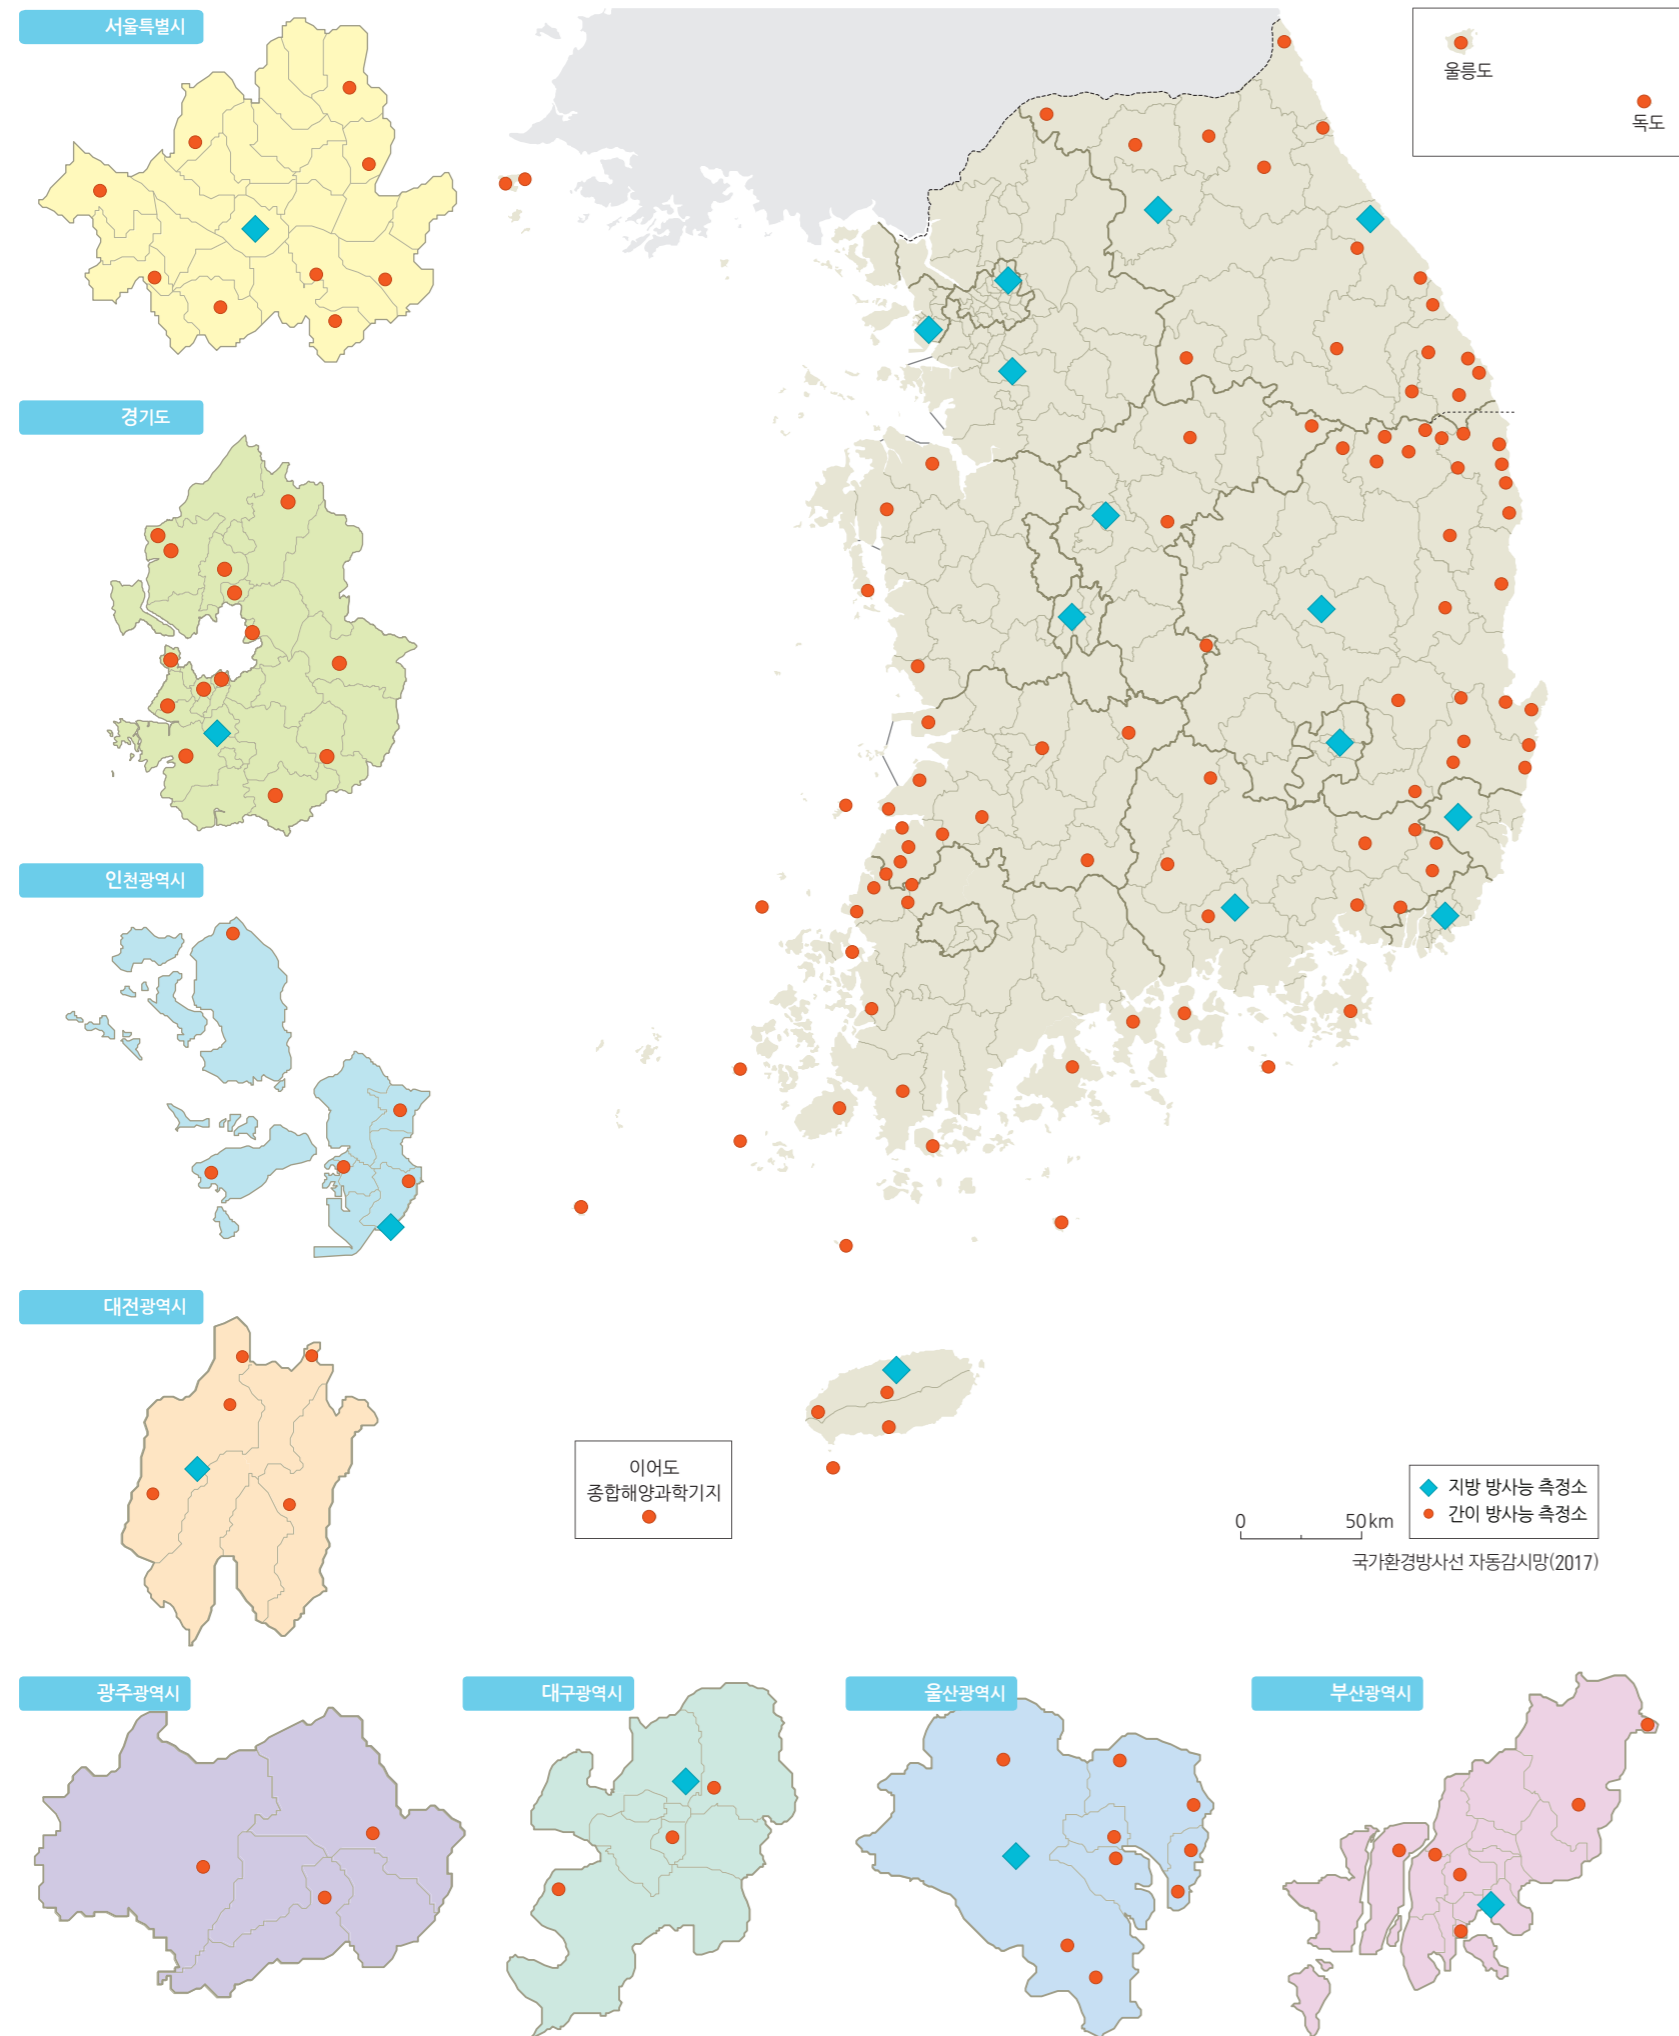 서울특별시
울릉도
독도
경기도
인천광역시
대전광역시
이어도
종합해양과학기지
지방 방사능 측정소
간이 방사능 측정소
0 50 km
국가환경방사선 자동감시망(2017)
광주광역시
대구광역시
울산광역시
부산광역시